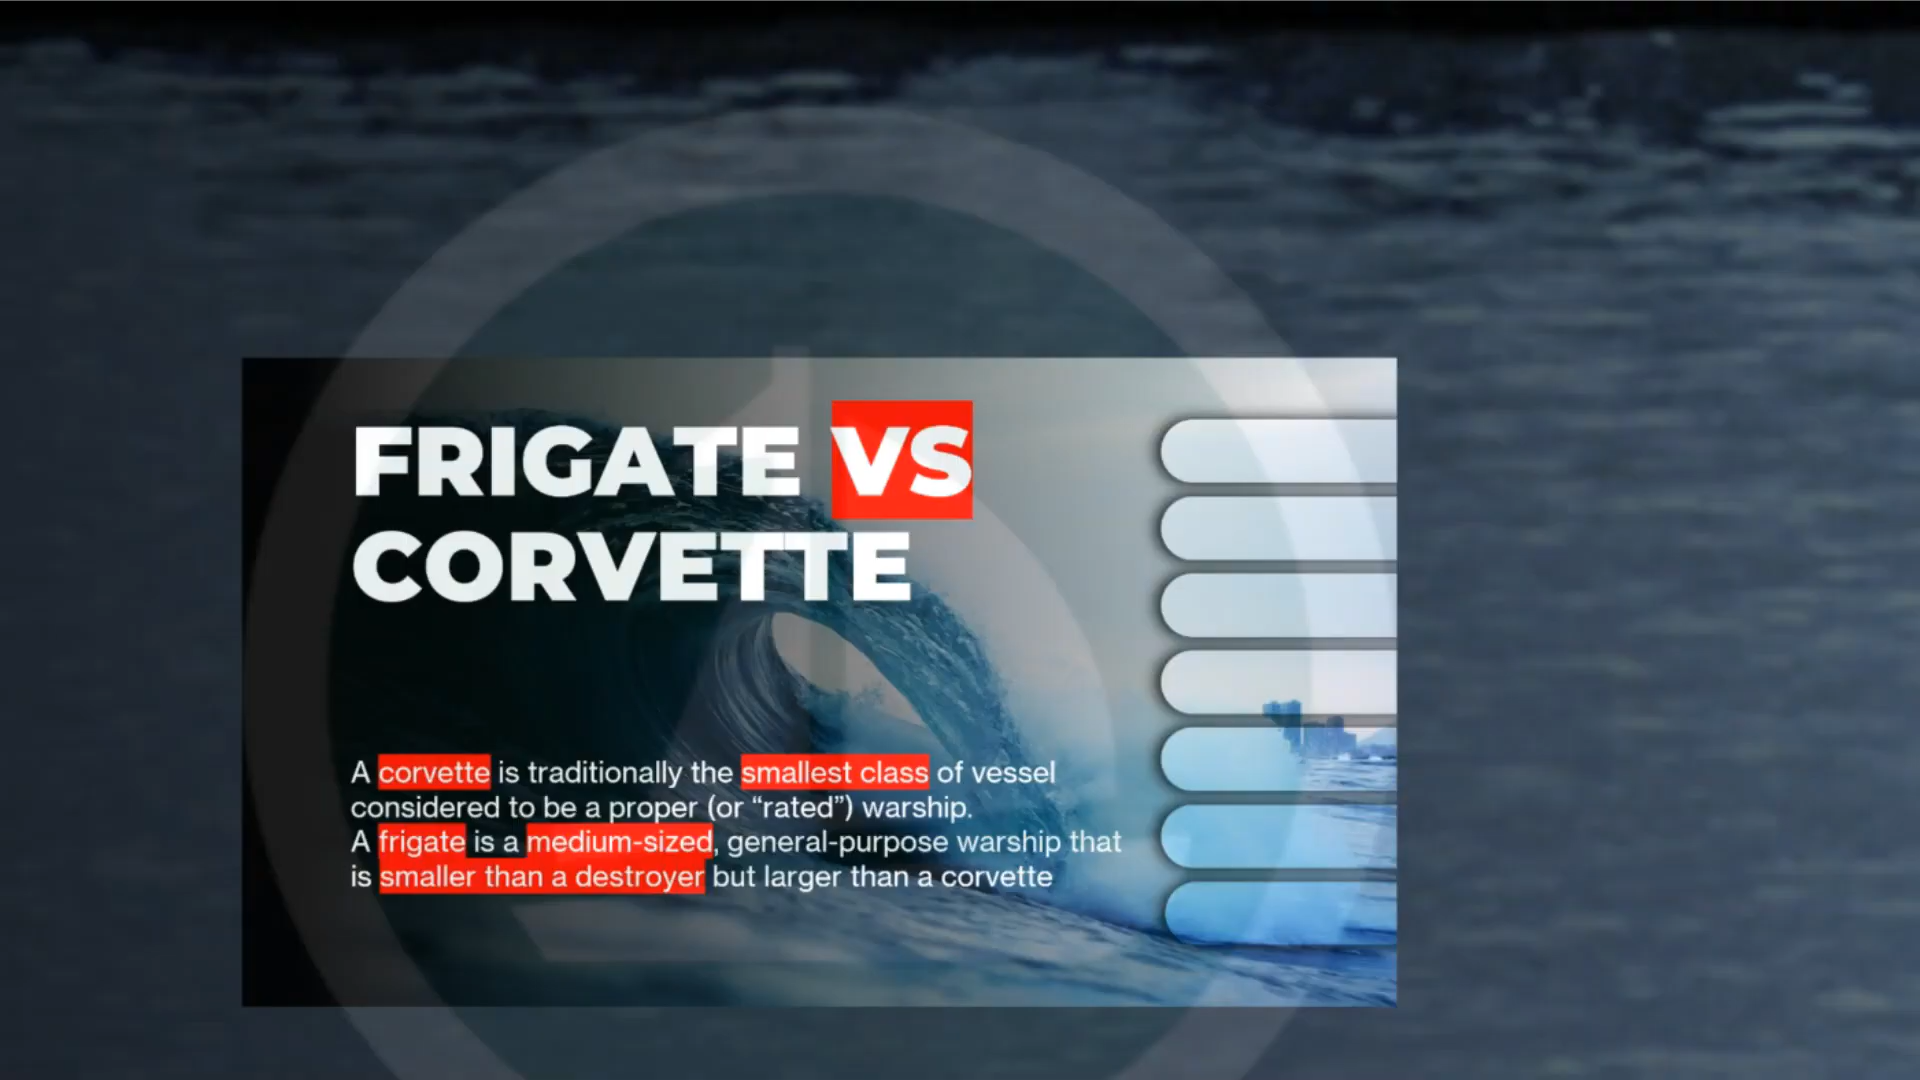 FRIGATE VS
CORVETTE
A corvette is traditionally the smallest class of vessel
considered to be a proper (or “rated”) warship.
A frigate is a medium-sized, general-purpose warship that
is smaller than a destroyer but larger than a corvette